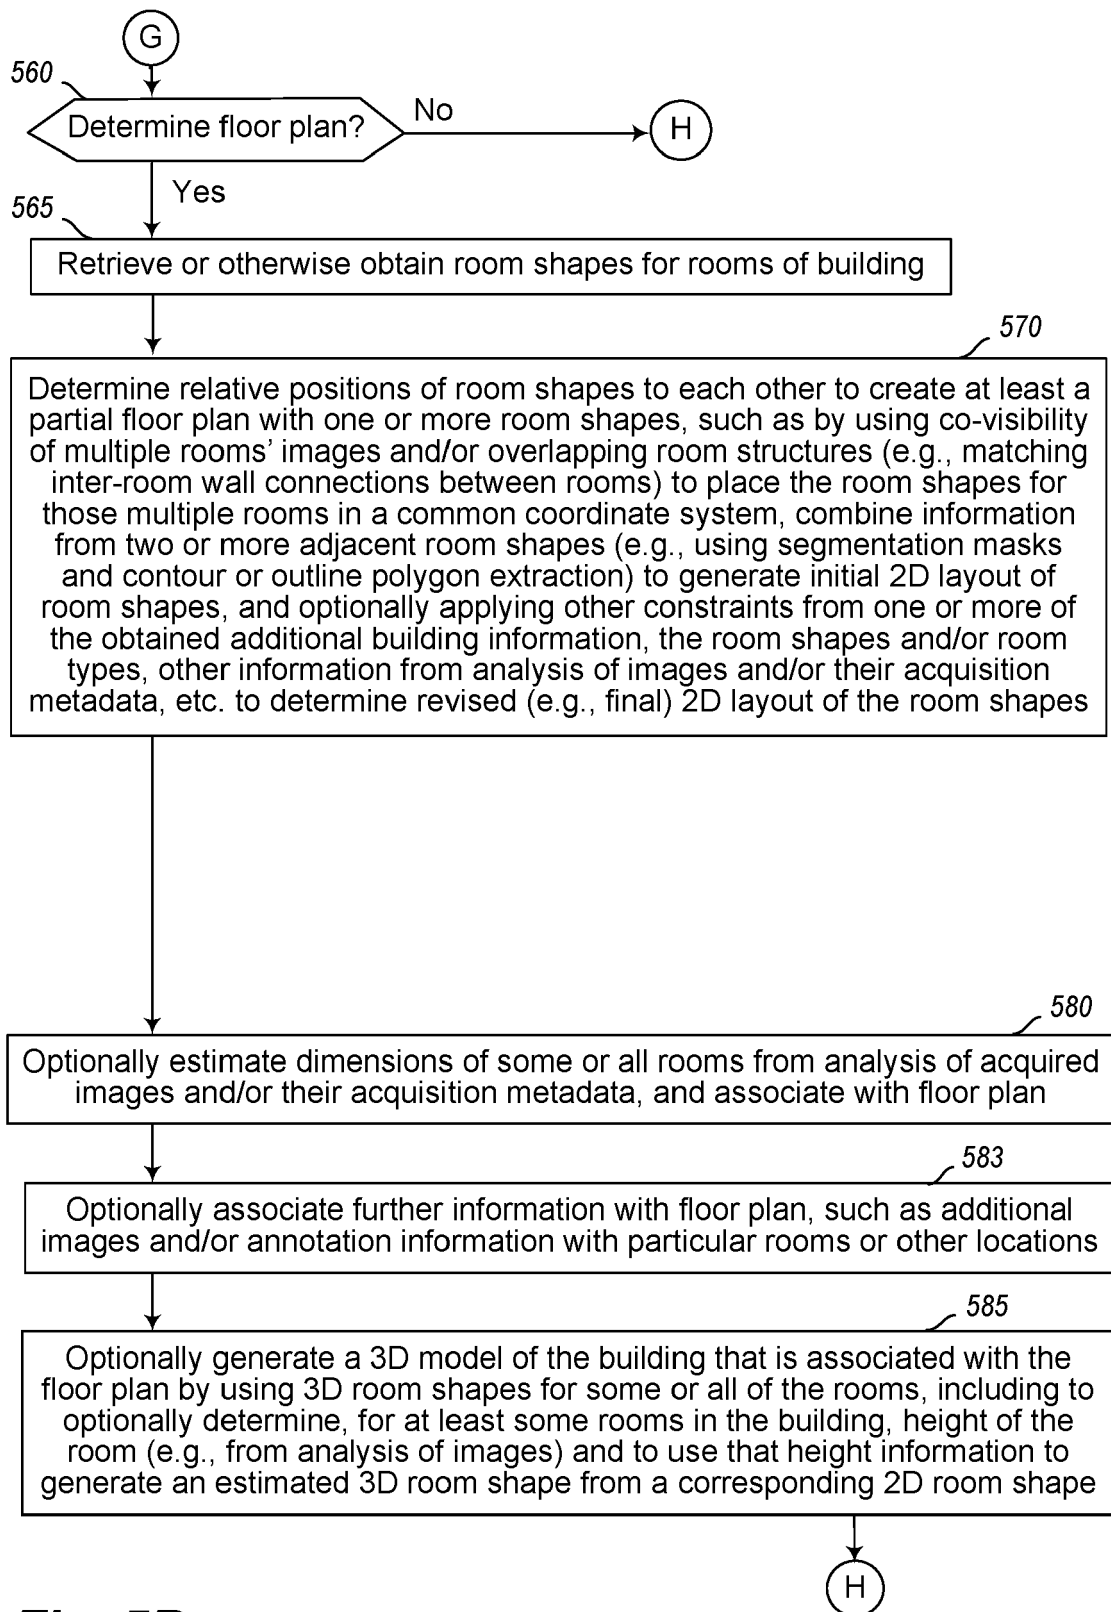 G
560
Determine floor plan?
No
H
Yes
565
Retrieve or otherwise obtain room shapes for rooms of building
570
Determine relative positions of room shapes to each other to create at least a
partial floor plan with one or more room shapes, such as by using co-visibility
of multiple rooms’ images and/or overlapping room structures (e.g., matching
inter-room wall connections between rooms) to place the room shapes for
those multiple rooms in a common coordinate system, combine information
from two or more adjacent room shapes (e.g., using segmentation masks
and contour or outline polygon extraction) to generate initial 2D layout of
room shapes, and optionally applying other constraints from one or more of
the obtained additional building information, the room shapes and/or room
types, other information from analysis of images and/or their acquisition
metadata, etc. to determine revised (e.g., final) 2D layout of the room shapes
580
Optionally estimate dimensions of some or all rooms from analysis of acquired
images and/or their acquisition metadata, and associate with floor plan
583
Optionally associate further information with floor plan, such as additional
images and/or annotation information with particular rooms or other locations
585
Optionally generate a 3D model of the building that is associated with the
floor plan by using 3D room shapes for some or all of the rooms, including to
optionally determine, for at least some rooms in the building, height of the
room (e.g., from analysis of images) and to use that height information to
generate an estimated 3D room shape from a corresponding 2D room shape
H